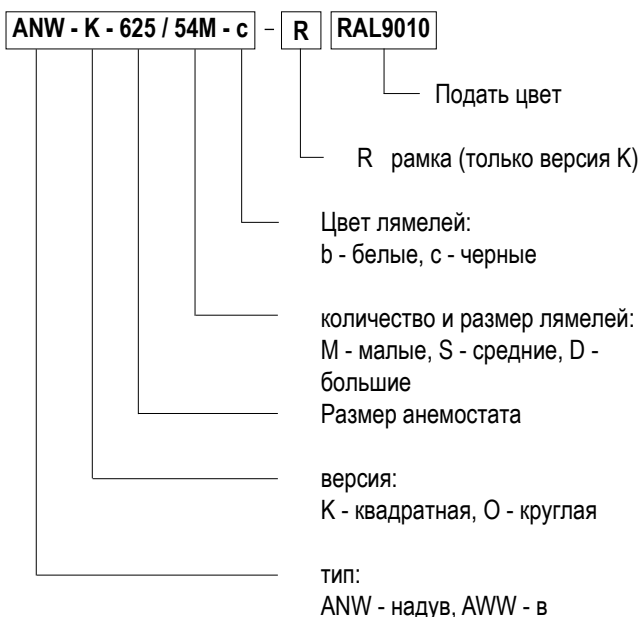 ANW - K - 625 / 54M - c - R RAL9010
Подать цвет
R рамка (только версия K)
Цвет лямелей:
b - белые, c - черные
количество и размер лямелей:
M - малые, S - средние, D -
большие
Размер анемостата
версия:
K - квадратная, O - круглая
тип:
ANW - надув, AWW - в